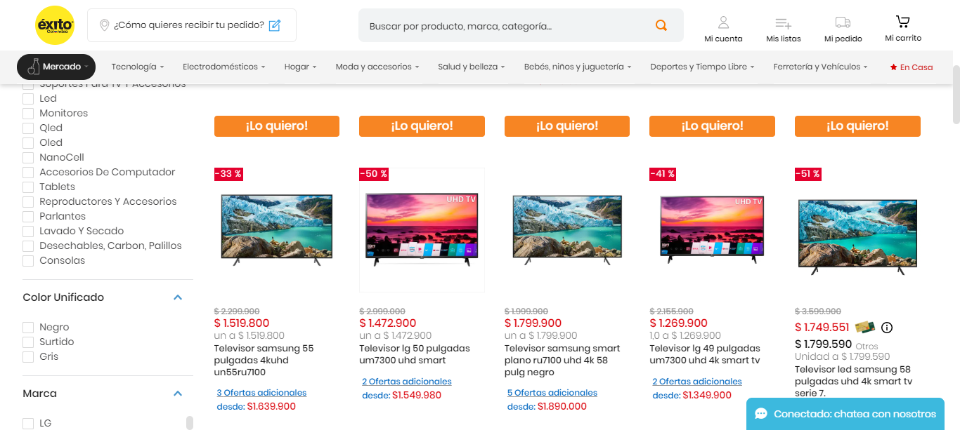 éxito
¿Cómo quieres recibir tu pedido?
Buscar por producto, marca, categoría...
Mi cuenta
Mis listas
Mi pedido
Mi carrito
Mercado
Tecnología
Electrodomésticos
Hogar
Moda y accesorios
Salud y belleza
Bebés, niños y juguetería
Deportes y Tiempo Libre
Ferretería y Vehículos
En Casa
Soportes Para TV Y Accesorios
Led
Monitores
Qled
Oled
NanoCell
Accesorios De Computador
Tablets
Reproductores Y Accesorios
Parlantes
Lavado Y Secado
Desechables, Carbon, Palillos
Consolas
Color Unificado
Negro
Surtido
Gris
Marca
LG
¡Lo quiero!
¡Lo quiero!
¡Lo quiero!
¡Lo quiero!
¡Lo quiero!
-33 %
$ 2.299.900
$ 1.519.800
un a $ 1.519.800
Televisor samsung 55
pulgadas 4kuhd
un55ru7100
3 Ofertas adicionales
desde: $1.639.900
-50 %
UHD TV
$ 2.999.000
$ 1.472.900
un a $ 1.472.900
Televisor lg 50 pulgadas
um7300 uhd smart
2 Ofertas adicionales
desde: $1.549.980
$ 1.999.900
$ 1.799.900
un a $ 1.799.900
Televisor samsung smart
plano ru7100 uhd 4k 58
pulg negro
5 Ofertas adicionales
desde: $1.890.000
-41 %
UHD TV
$ 2.155.900
$ 1.269.900
1,0 a $ 1.269.900
Televisor lg 49 pulgadas
um7300 uhd 4k smart tv
2 Ofertas adicionales
desde: $1.349.900
-51 %
$ 3.599.900
$ 1.749.551
$ 1.799.590 Otros
Unidad a $ 1.799.590
Televisor led samsung 58
pulgadas uhd 4k smart tv
serie 7.
Conectado: chatea con nosotros